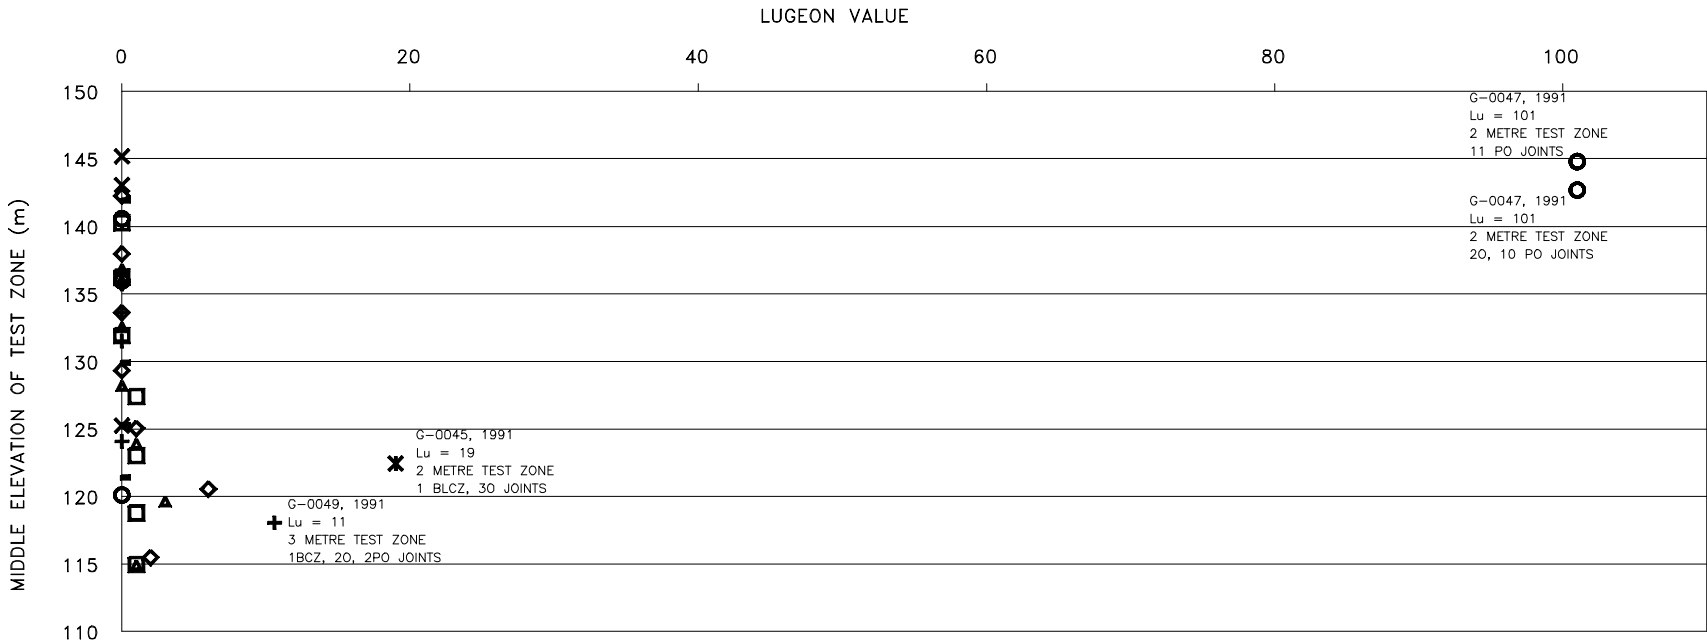 LUGEON VALUE
0 20 40 60 80 100
150
145
140
135
130
125
120
115
110
MIDDLE ELEVATION OF TEST ZONE (m)
G-0047, 1991
Lu = 101
2 METRE TEST ZONE
11 PO JOINTS
G-0047, 1991
Lu = 101
2 METRE TEST ZONE
2O, 10 PO JOINTS
G-0045, 1991
Lu = 19
2 METRE TEST ZONE
1 BLCZ, 3O JOINTS
G-0049, 1991
Lu = 11
3 METRE TEST ZONE
1BCZ, 2O, 2PO JOINTS